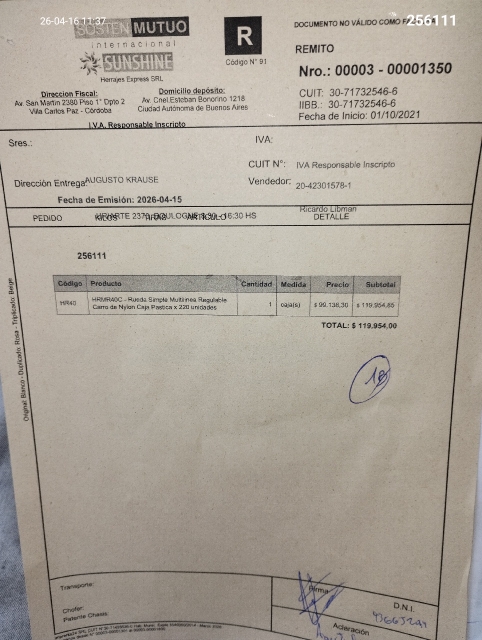 26-04-16 11:37
256111
SOSTEN MUTUO
internacional
SUNSHINE
Herrajes Express SRL
Direccion Fiscal:
Av. San Martin 2380 Piso 1° Dpto 2
Villa Carlos Paz - Córdoba
Domicilio depósito:
Av. Cnel.Esteban Bonorino 1218
Ciudad Autónoma de Buenos Aires
I.V.A. Responsable Inscripto
R
Código N° 91
DOCUMENTO NO VÁLIDO COMO
REMITO
Nro.: 00003 - 00001350
CUIT: 30-71732546-6
IIBB.: 30-71732546-6
Fecha de Inicio: 01/10/2021
Sres.:
IVA:
CUIT N°: IVA Responsable Inscripto
Dirección Entrega: AUGUSTO KRAUSE
Vendedor: 20-42301578-1
Fecha de Emisión: 2026-04-15
Ricardo Libman
PEDIDO
16:30 HS
DETALLE
256111
Código Producto Cantidad Medida Precio Subtotal
HR40 HRMR40C - Rueda Simple Multilinea Regulable 1 caja(s) $ 99.136,30 $ 119.954,85
Carro de Nylon Caja Pastica x 220 unidades
TOTAL: $ 119.954,00
18
Original: Blanco - Duplicado: Rosa - Triplicado: Beige
Transporte:
Chofer:
Patente Chasis:
Firma
D.N.I.
Aclaración